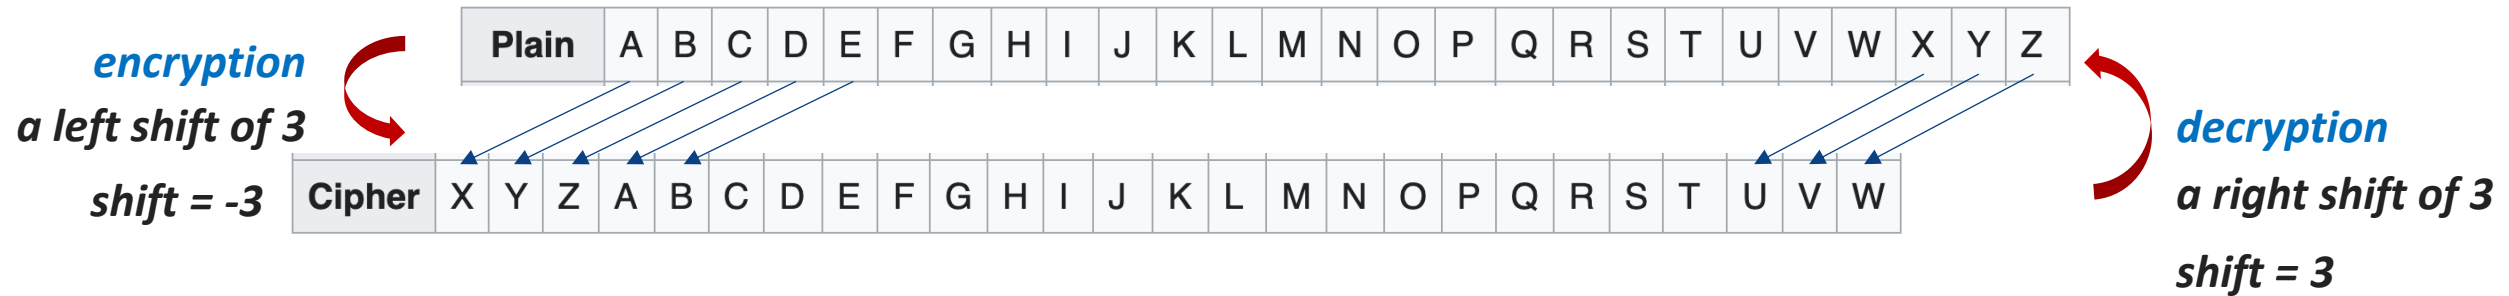 encryption
a left shift of 3
shift = -3
Plain A B C D E F G H I J K L M N O P Q R S T U V W X Y Z
Cipher X Y Z A B C D E F G H I J K L M N O P Q R S T U V W
decryption
a right shift of 3
shift = 3